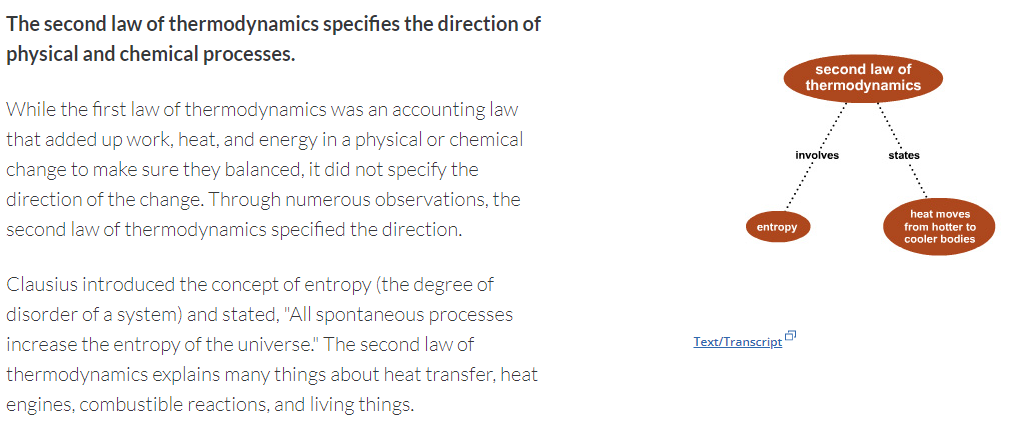 The second law of thermodynamics specifies the direction of
physical and chemical processes.
While the first law of thermodynamics was an accounting law
that added up work, heat, and energy in a physical or chemical
change to make sure they balanced, it did not specify the
direction of the change. Through numerous observations, the
second law of thermodynamics specified the direction.
Clausius introduced the concept of entropy (the degree of
disorder of a system) and stated, "All spontaneous processes
increase the entropy of the universe." The second law of
thermodynamics explains many things about heat transfer, heat
engines, combustible reactions, and living things.
second law of
thermodynamics
involves
states
entropy
heat moves
from hotter to
cooler bodies
Text/Transcript